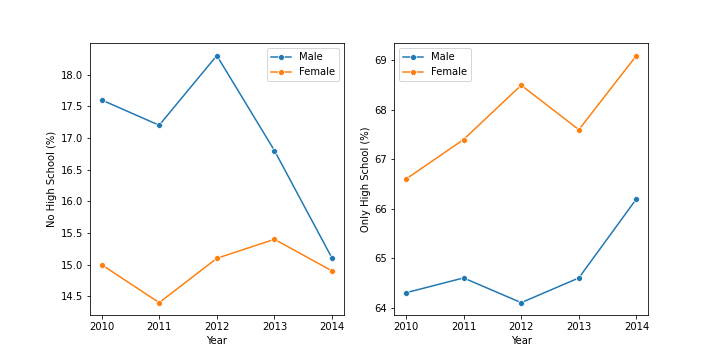 No High School (%)
18.0
17.5
17.0
16.5
16.0
15.5
15.0
14.5
2010 2011 2012 2013 2014
Year
Male
Female
Only High School (%)
69
68
67
66
65
64
2010 2011 2012 2013 2014
Year
Male
Female